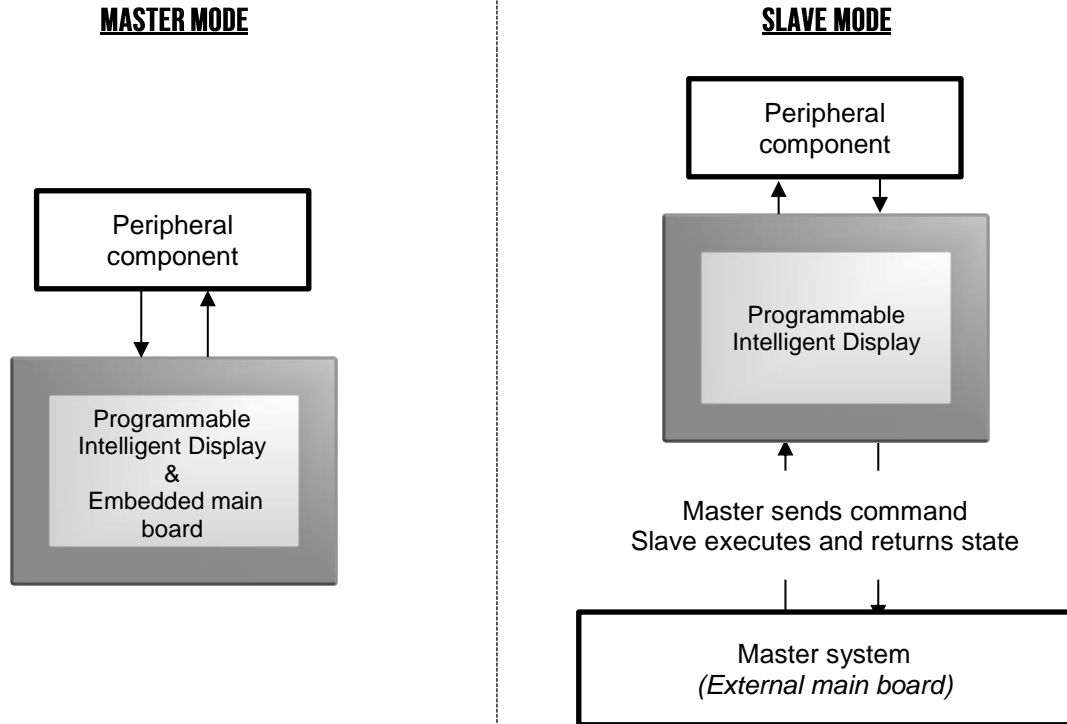 MASTER MODE
Peripheral
component
Programmable
Intelligent Display
&
Embedded main
board
SLAVE MODE
Peripheral
component
Programmable
Intelligent Display
Master sends command
Slave executes and returns state
Master system
(External main board)